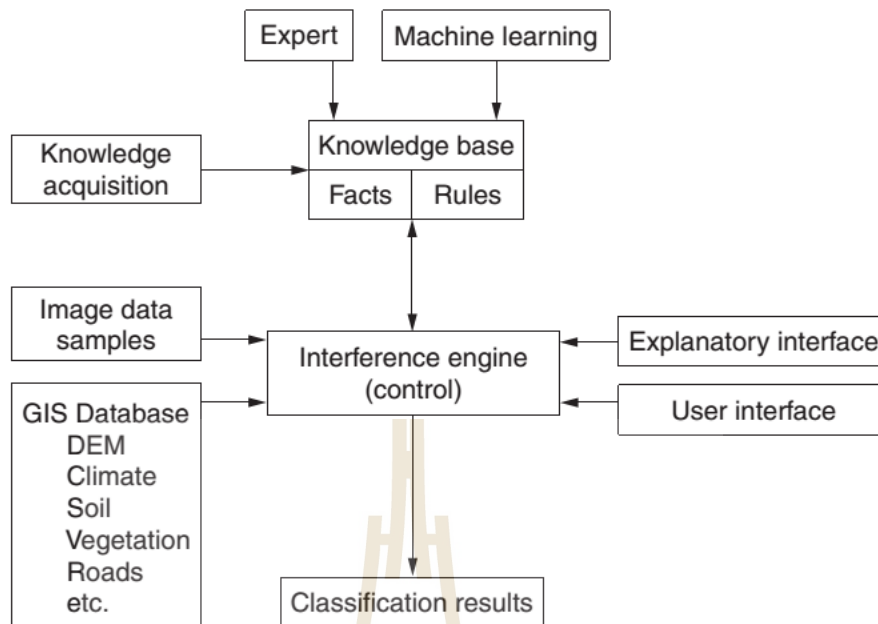 Expert
Machine learning
Knowledge base
Facts
Rules
Knowledge
acquisition
Image data
samples
Interference engine
(control)
Explanatory interface
User interface
GIS Database
DEM
Climate
Soil
Vegetation
Roads
etc.
Classification results